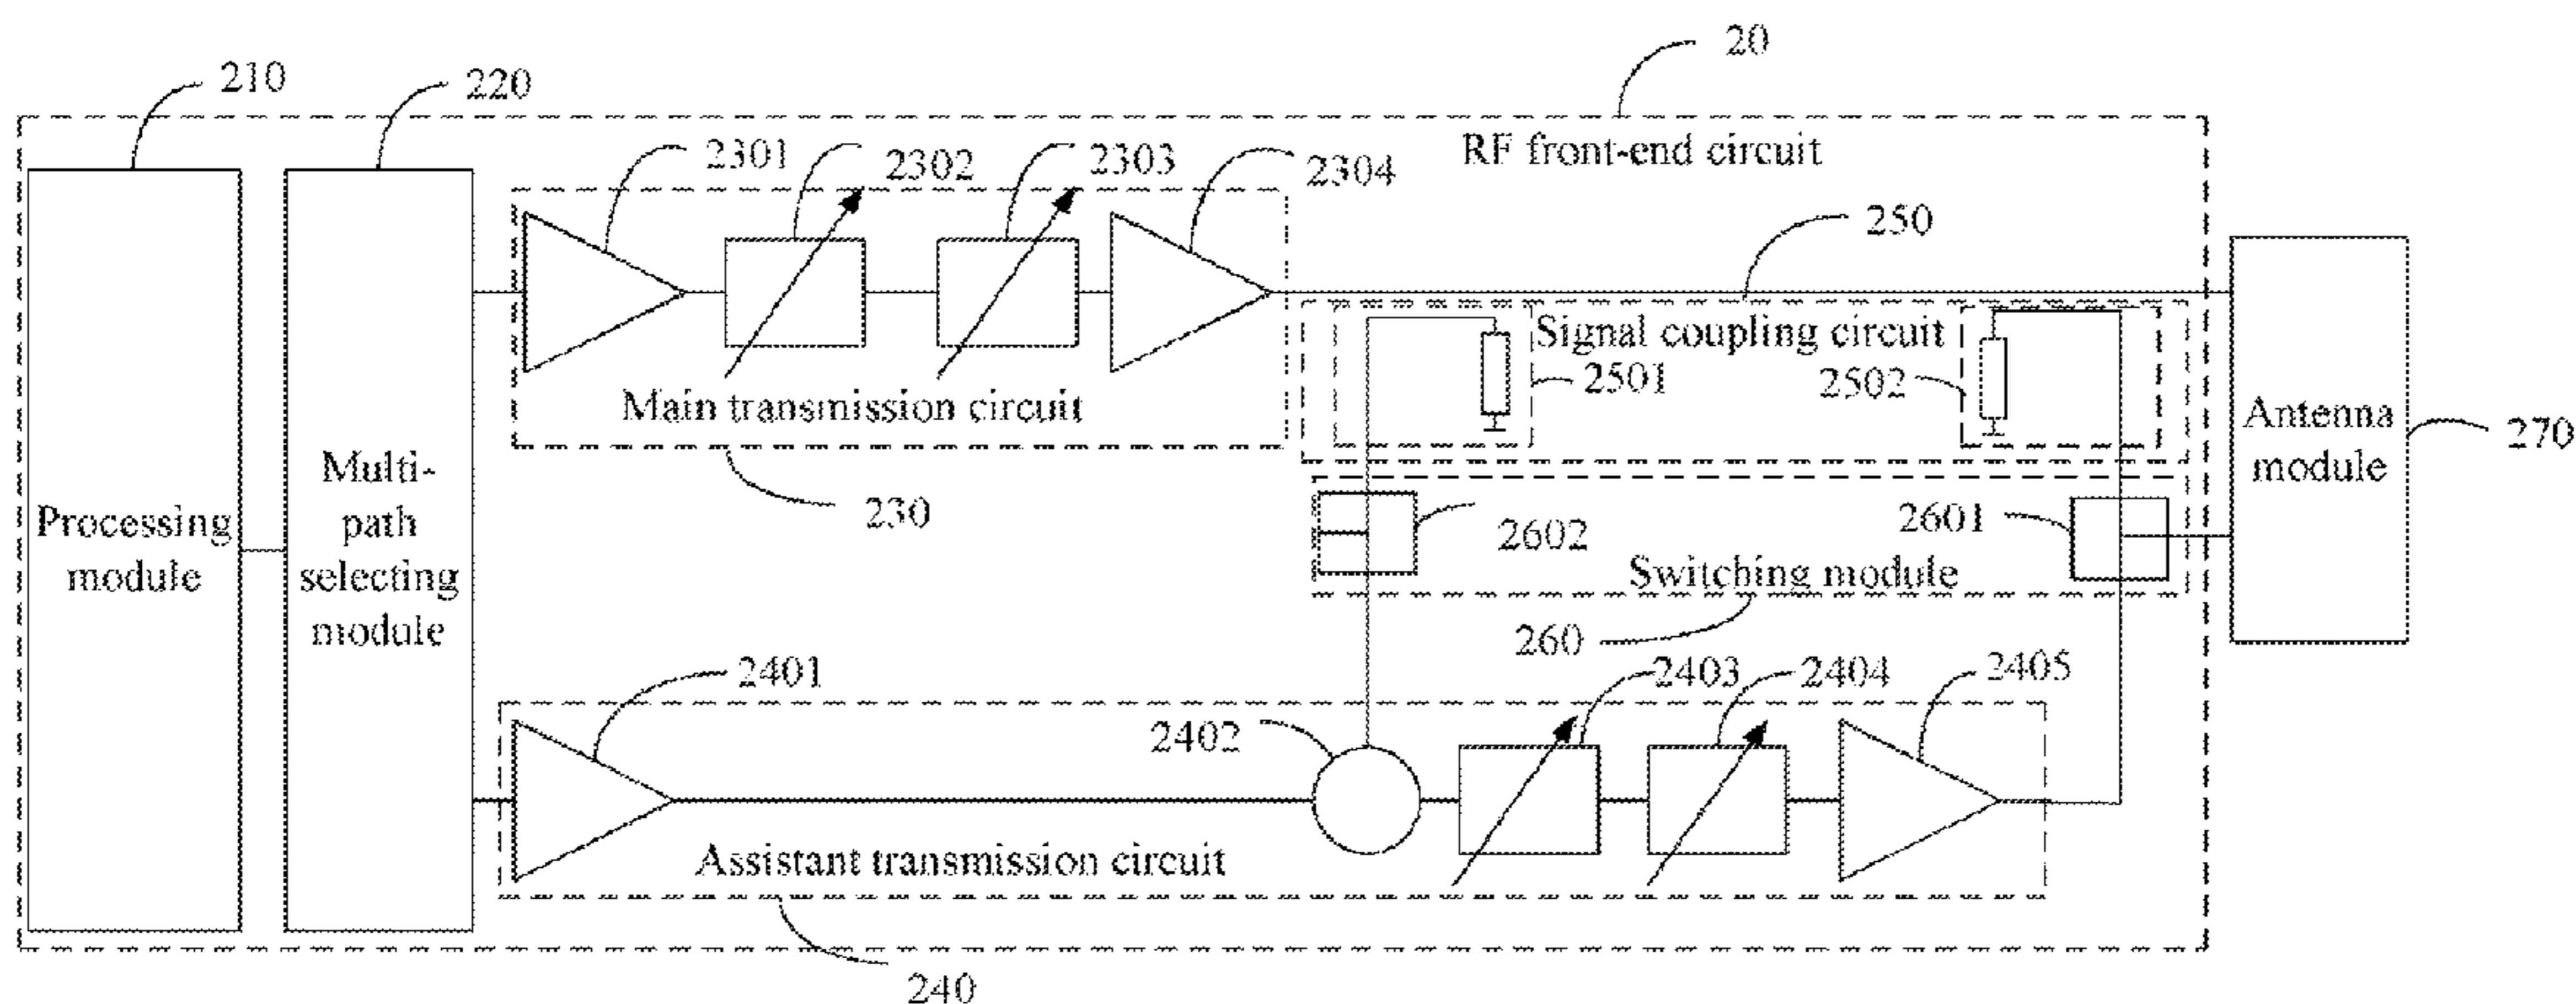 20
210
220
RF front-end circuit
2301
2302
2303
2304
250
Signal coupling circuit
2501
2502
Main transmission circuit
230
Antenna
module
270
Processing
module
Multi-
path
selecting
module
2602
2601
Switching module
260
2401
2402
2403
2404
2405
Assistant transmission circuit
240